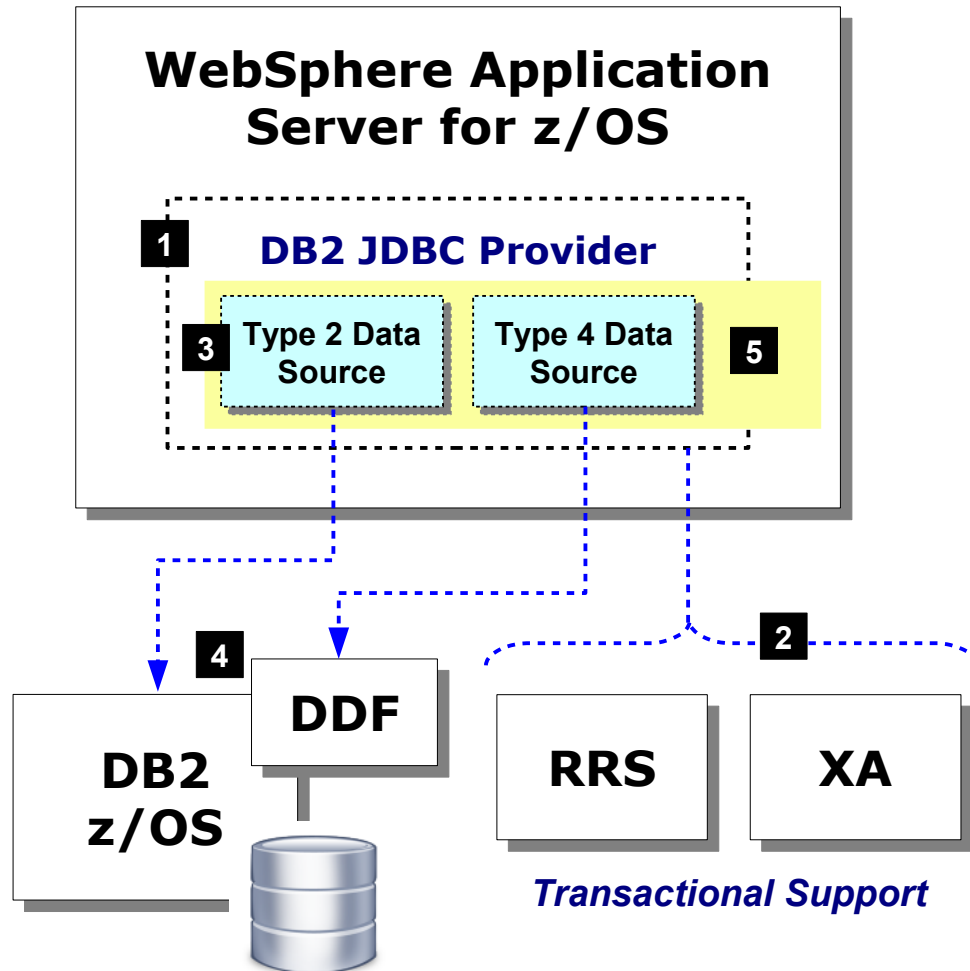 WebSphere Application
Server for z/OS
1
DB2 JDBC Provider
3
Type 2 Data
Source
Type 4 Data
Source
5
4
2
DDF
DB2
z/OS
RRS
XA
Transactional Support